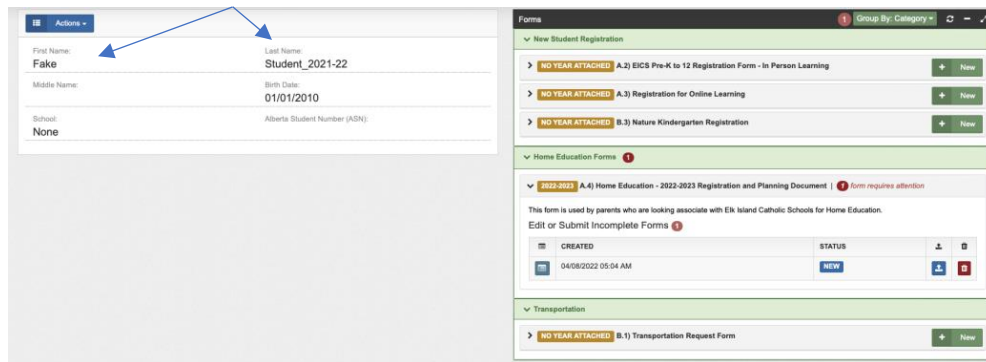 Actions
First Name:
Fake
Last Name:
Student_2021-22
Middle Name:
Birth Date:
01/01/2010
School:
None
Alberta Student Number (ASN):
Forms
1 Group By: Category
New Student Registration
NO YEAR ATTACHED A.2) EICS Pre-K to 12 Registration Form - In Person Learning
+ New
NO YEAR ATTACHED A.3) Registration for Online Learning
+ New
NO YEAR ATTACHED B.3) Nature Kindergarten Registration
+ New
Home Education Forms 1
2022-2023 A.4) Home Education - 2022-2023 Registration and Planning Document | 1 form requires attention
This form is used by parents who are looking associate with Elk Island Catholic Schools for Home Education.
Edit or Submit Incomplete Forms 1
CREATED STATUS
04/08/2022 05:04 AM NEW
Transportation
NO YEAR ATTACHED B.1) Transportation Request Form
+ New